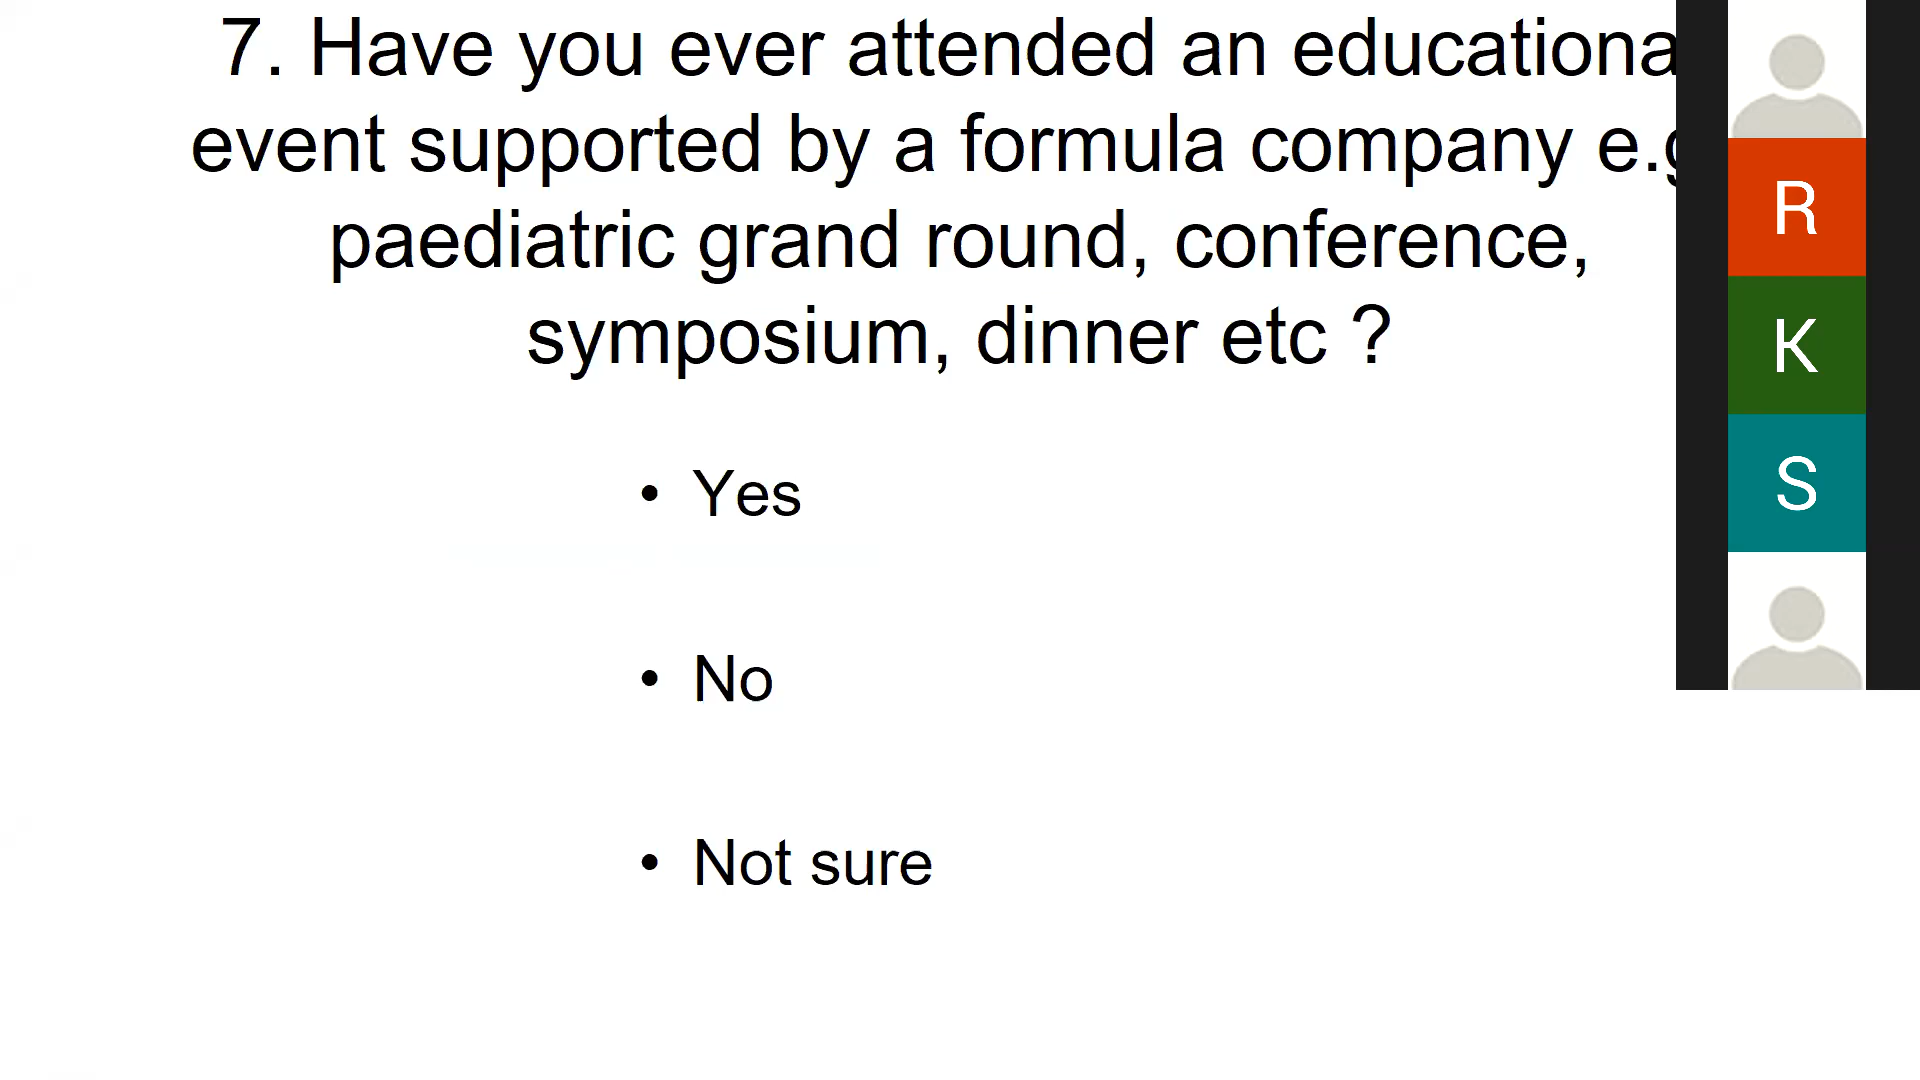 7. Have you ever attended an educationa
event supported by a formula company e.g
paediatric grand round, conference,
symposium, dinner etc ?
• Yes
• No
• Not sure
R
K
S